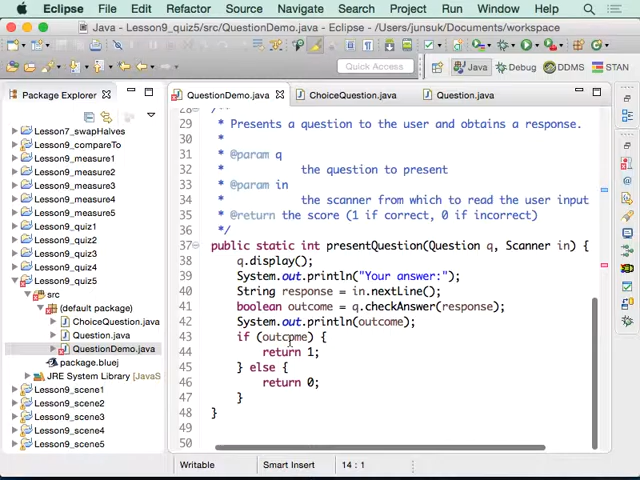 Eclipse File Edit Refactor Source Navigate Search Project Run Window Help
Java - Lesson9_quiz5/src/QuestionDemo.java - Eclipse - /Users/junsuk/Documents/workspace
Quick Access Java Debug DDMS STAN
Package Explorer
QuestionDemo.java ChoiceQuestion.java Question.java
Lesson7_swapHalves
Lesson9_compareTo
Lesson9_measure1
Lesson9_measure2
Lesson9_measure3
Lesson9_measure5
Lesson9_quiz1
Lesson9_quiz2
Lesson9_quiz3
Lesson9_quiz4
Lesson9_quiz5
src
(default package)
ChoiceQuestion.java
Question.java
QuestionDemo.java
package.bluej
JRE System Library [JavaS
Lesson9_scene1
Lesson9_scene2
Lesson9_scene3
Lesson9_scene4
Lesson9_scene5
28 /**
29 * Presents a question to the user and obtains a response.
30 *
31 * @param q
32 * the question to present
33 * @param in
34 * the scanner from which to read the user input
35 * @return the score (1 if correct, 0 if incorrect)
36 */
37 public static int presentQuestion(Question q, Scanner in) {
38 q.display();
39 System.out.println("Your answer:");
40 String response = in.nextLine();
41 boolean outcome = q.checkAnswer(response);
42 System.out.println(outcome);
43 if (outcome) {
44 return 1;
45 } else {
46 return 0;
47 }
48 }
49
50
Writable Smart Insert 14 : 1